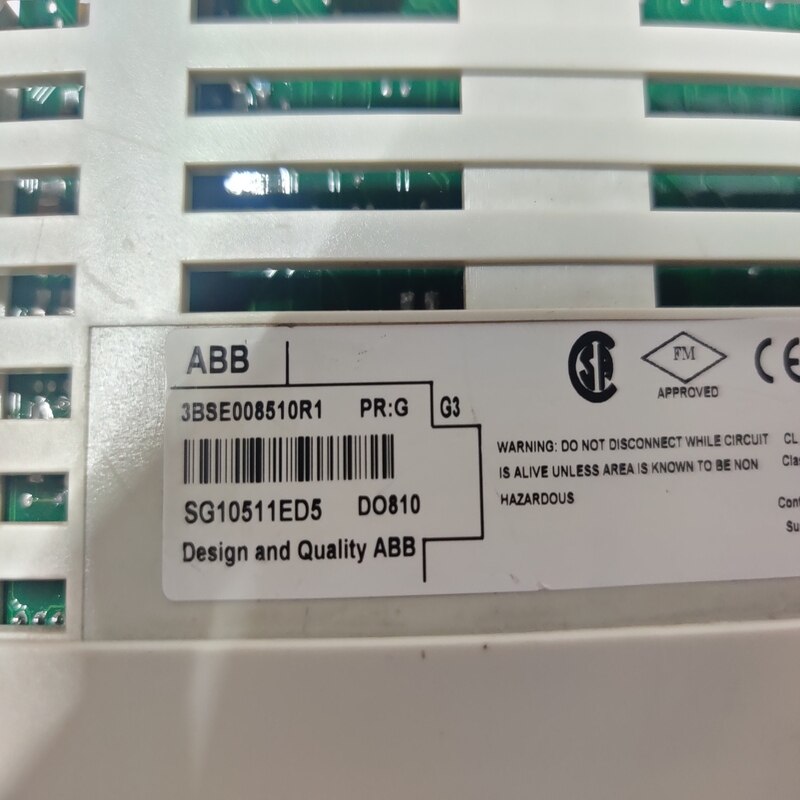 ABB
3BSE008510R1 PR:G G3
SG10511ED5 DO810
Design and Quality ABB
FM
APPROVED
CE
WARNING: DO NOT DISCONNECT WHILE CIRCUIT
IS ALIVE UNLESS AREA IS KNOWN TO BE NON
HAZARDOUS
CL